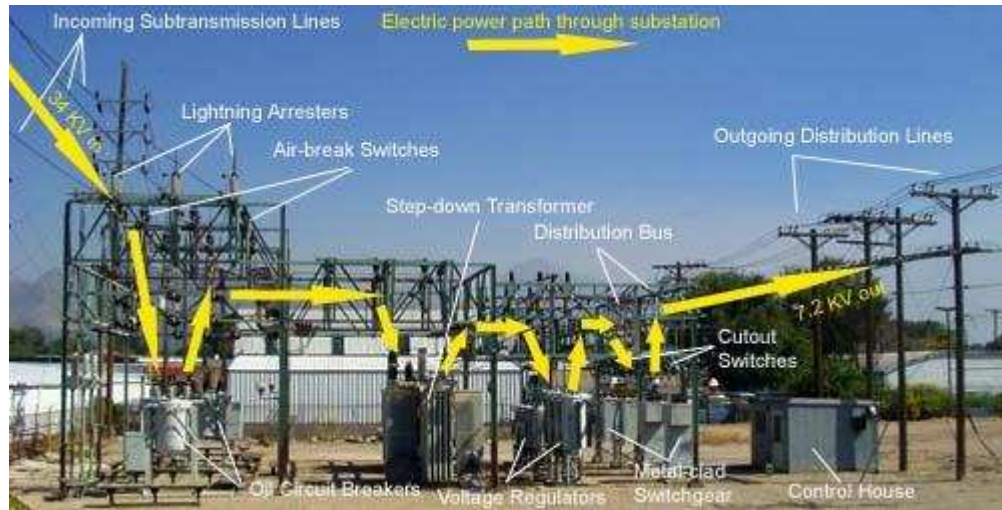 Incoming Subtransmission Lines
Electric power path through substation
34 KV in
Lightning Arresters
Air-break Switches
Outgoing Distribution Lines
Step-down Transformer
Distribution Bus
7.2 KV out
Cutout
Switches
Oil Circuit Breakers
Voltage Regulators
Metal-clad
Switchgear
Control House